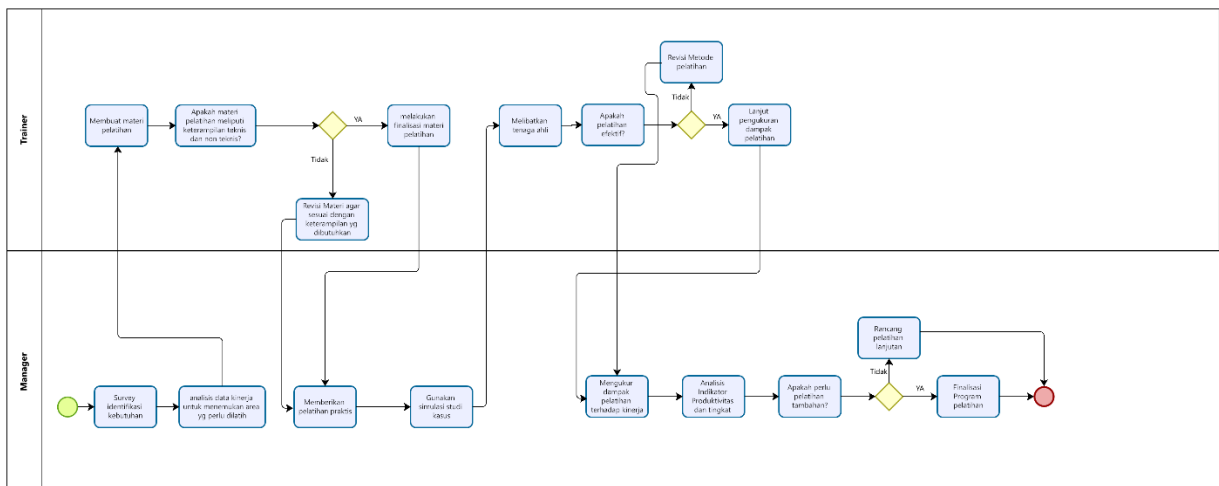 Trainer
Membuat materi
pelatihan
Apakah materi
pelatihan meliputi
keterampilan teknis
dan non teknis?
YA
Tidak
melakukan
finalisasi materi
pelatihan
Revisi Materi agar
sesuai dengan
keterampilan yg
dibutuhkan
Melibatkan
tenaga ahli
Apakah
pelatihan
efektif?
Revisi Metode
pelatihan
Tidak
YA
Lanjut
pengukuran
dampak
pelatihan
Manager
Survey
identifikasi
kebutuhan
analisis data kinerja
untuk menemukan area
yg perlu dilatih
Memberikan
pelatihan praktis
Gunakan
simulasi studi
kasus
Mengukur
dampak
pelatihan
terhadap kinerja
Analisis
Indikator
Produktivitas
dan tingkat
Apakah perlu
pelatihan
tambahan?
Rancang
pelatihan
lanjutan
Tidak
YA
Finalisasi
Program
pelatihan